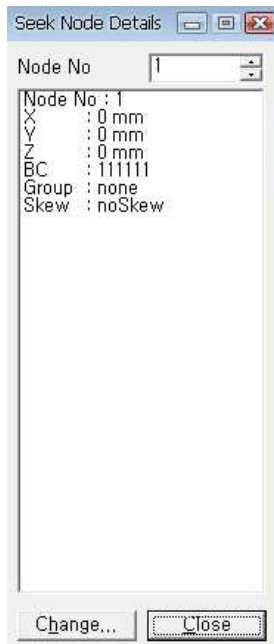 Seek Node Details
Node No 1
Node No : 1
X : 0 mm
Y : 0 mm
Z : 0 mm
BC : 111111
Group : none
Skew : noSkew
Change... Close